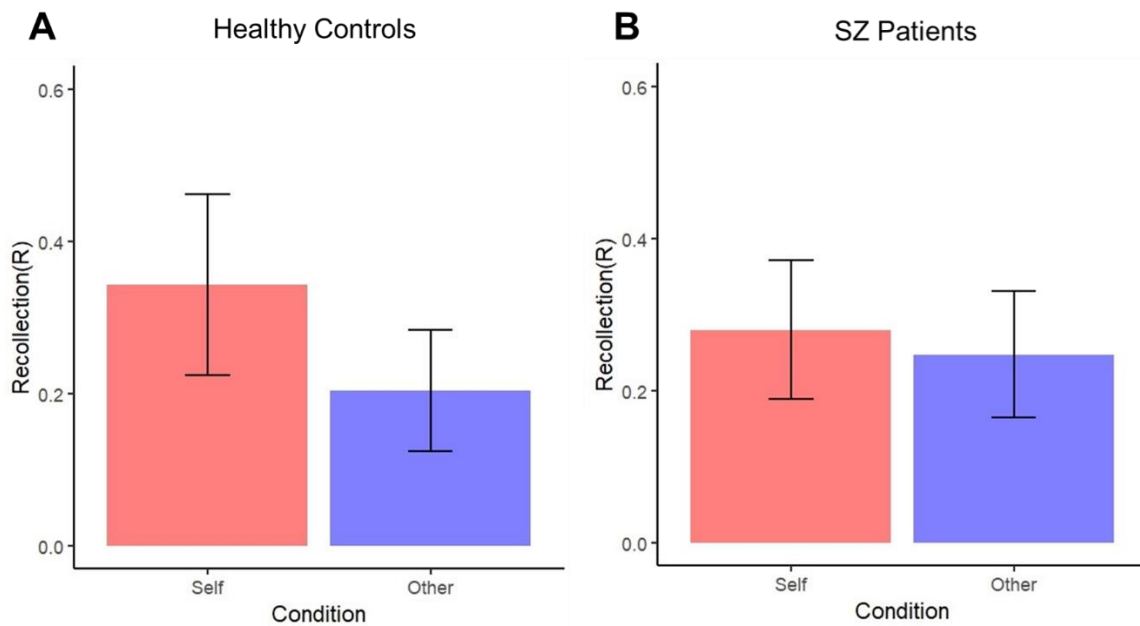 A
Healthy Controls
0.6
0.4
0.2
0.0
Recollection(R)
Self
Other
Condition
B
SZ Patients
0.6
0.4
0.2
0.0
Recollection(R)
Self
Other
Condition